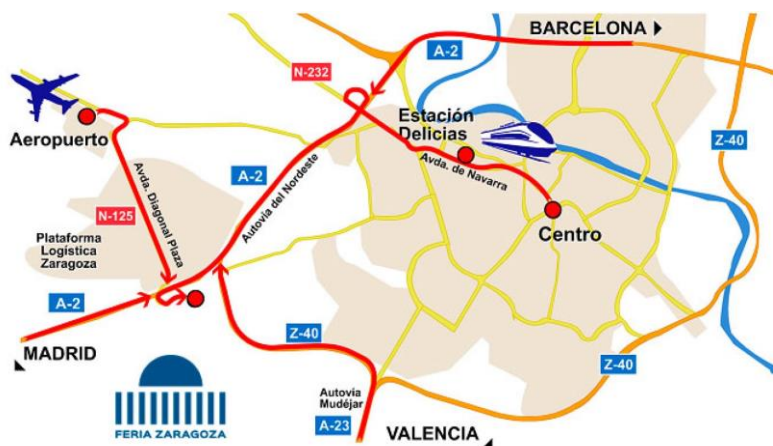 BARCELONA
A-2
N-232
Estación
Delicias
Aeropuerto
Z-40
A-2
Autovía del Nordeste
Avda. de Navarra
Avda. Diagonal Plaza
N-125
Centro
Plataforma
Logística
Zaragoza
A-2
MADRID
Z-40
Z-40
Autovía
Mudéjar
FERIA ZARAGOZA
A-23
VALENCIA